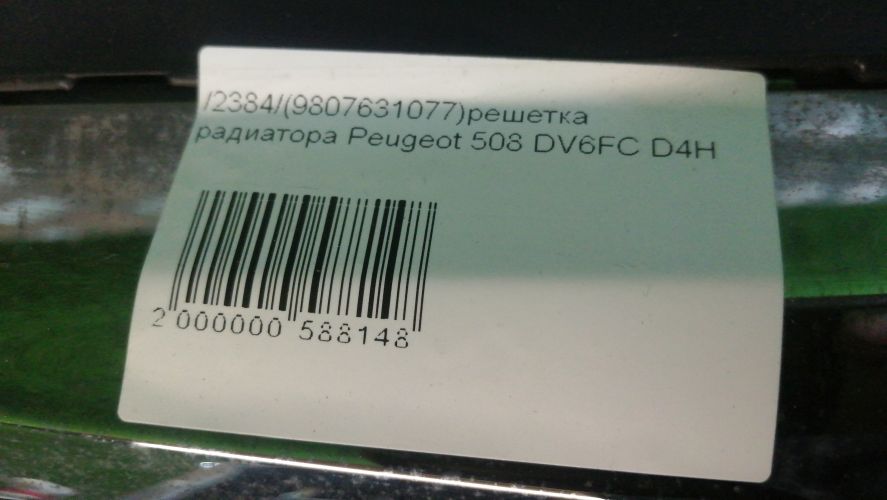 /2384/(9807631077)решетка
радиатора Peugeot 508 DV6FC D4H
2 000000 588148